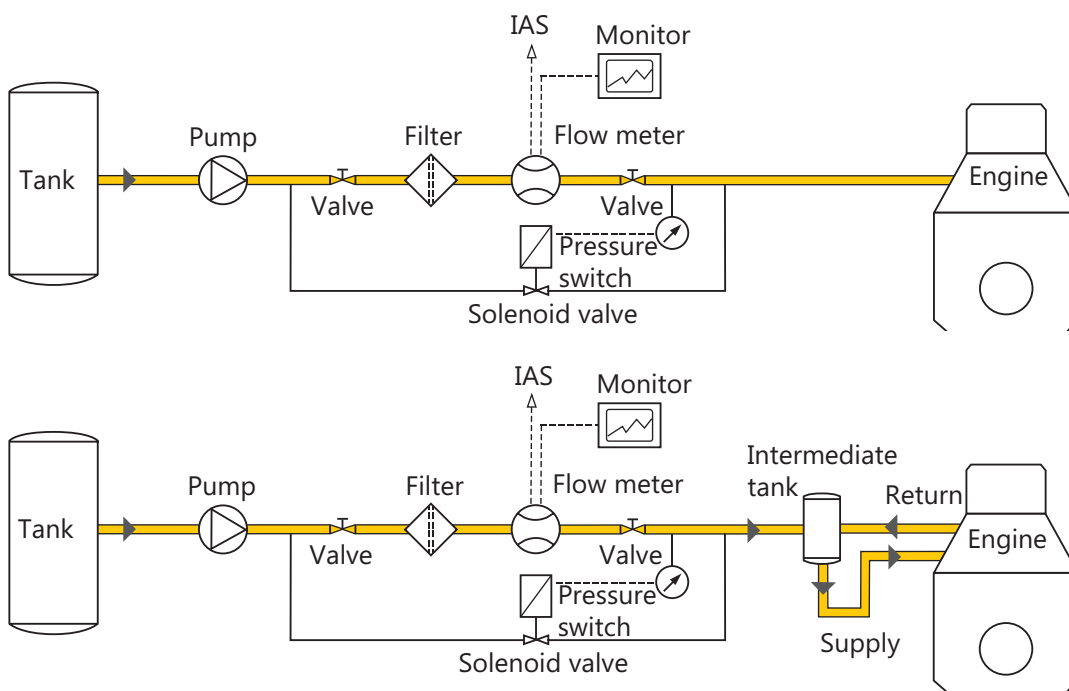 IAS
Monitor
Pump
Filter
Flow meter
Tank
Engine
Valve
Valve
Pressure
switch
Solenoid valve
IAS
Monitor
Intermediate
tank
Pump
Filter
Flow meter
Return
Tank
Engine
Valve
Valve
Pressure
switch
Supply
Solenoid valve